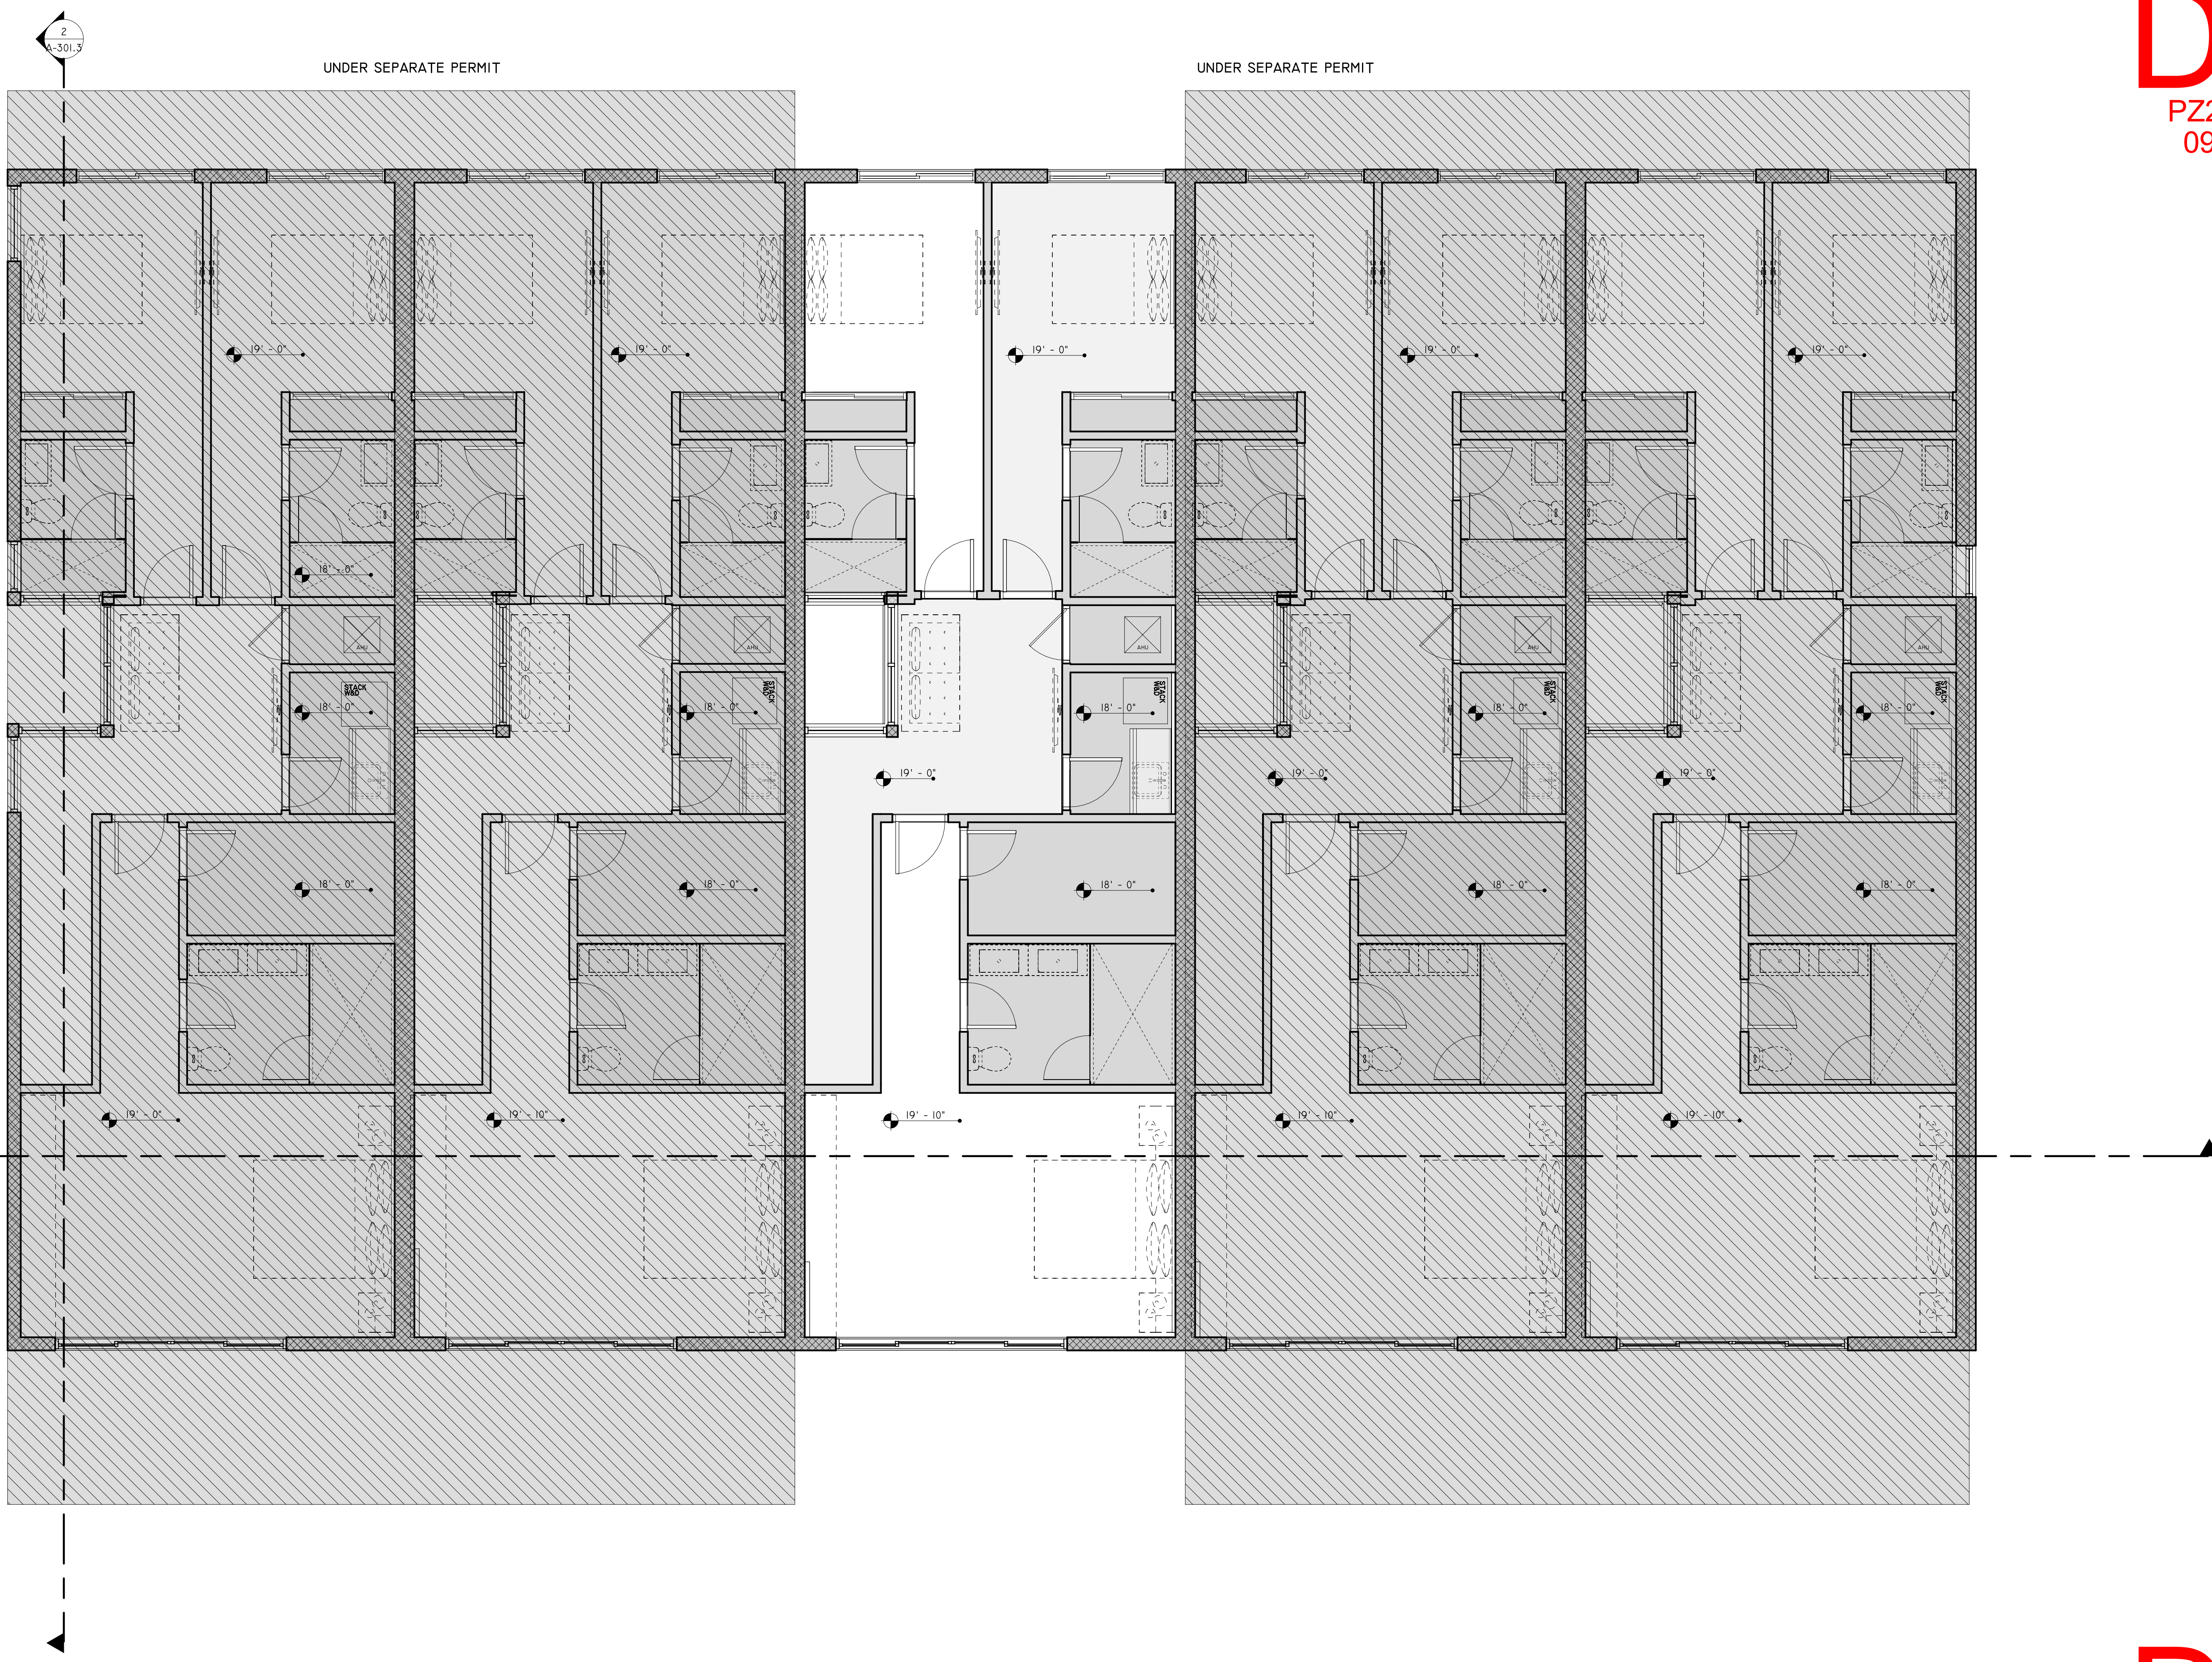 2
A-301.3
UNDER SEPARATE PERMIT
UNDER SEPARATE PERMIT
D
PZ2
09
19' - 0"
19' - 0"
19' - 0"
19' - 0"
19' - 0"
18' - 0"
AHU
AHU
AHU
AHU
AHU
STACK
W&D
STACK
W&D
STACK
W&D
STACK
W&D
STACK
W&D
18' - 0"
18' - 0"
18' - 0"
18' - 0"
18' - 0"
19' - 0"
19' - 0"
19' - 0"
18' - 0"
18' - 0"
18' - 0"
18' - 0"
18' - 0"
19' - 0"
19' - 10"
19' - 10"
19' - 10"
19' - 10"